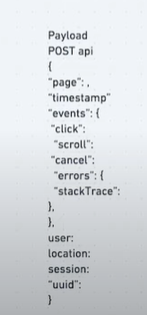 Payload
POST api
{
"page": ,
"timestamp"
"events": {
"click":
"scroll":
"cancel":
"errors": {
"stackTrace":
},
},
user:
location:
session:
"uuid":
}